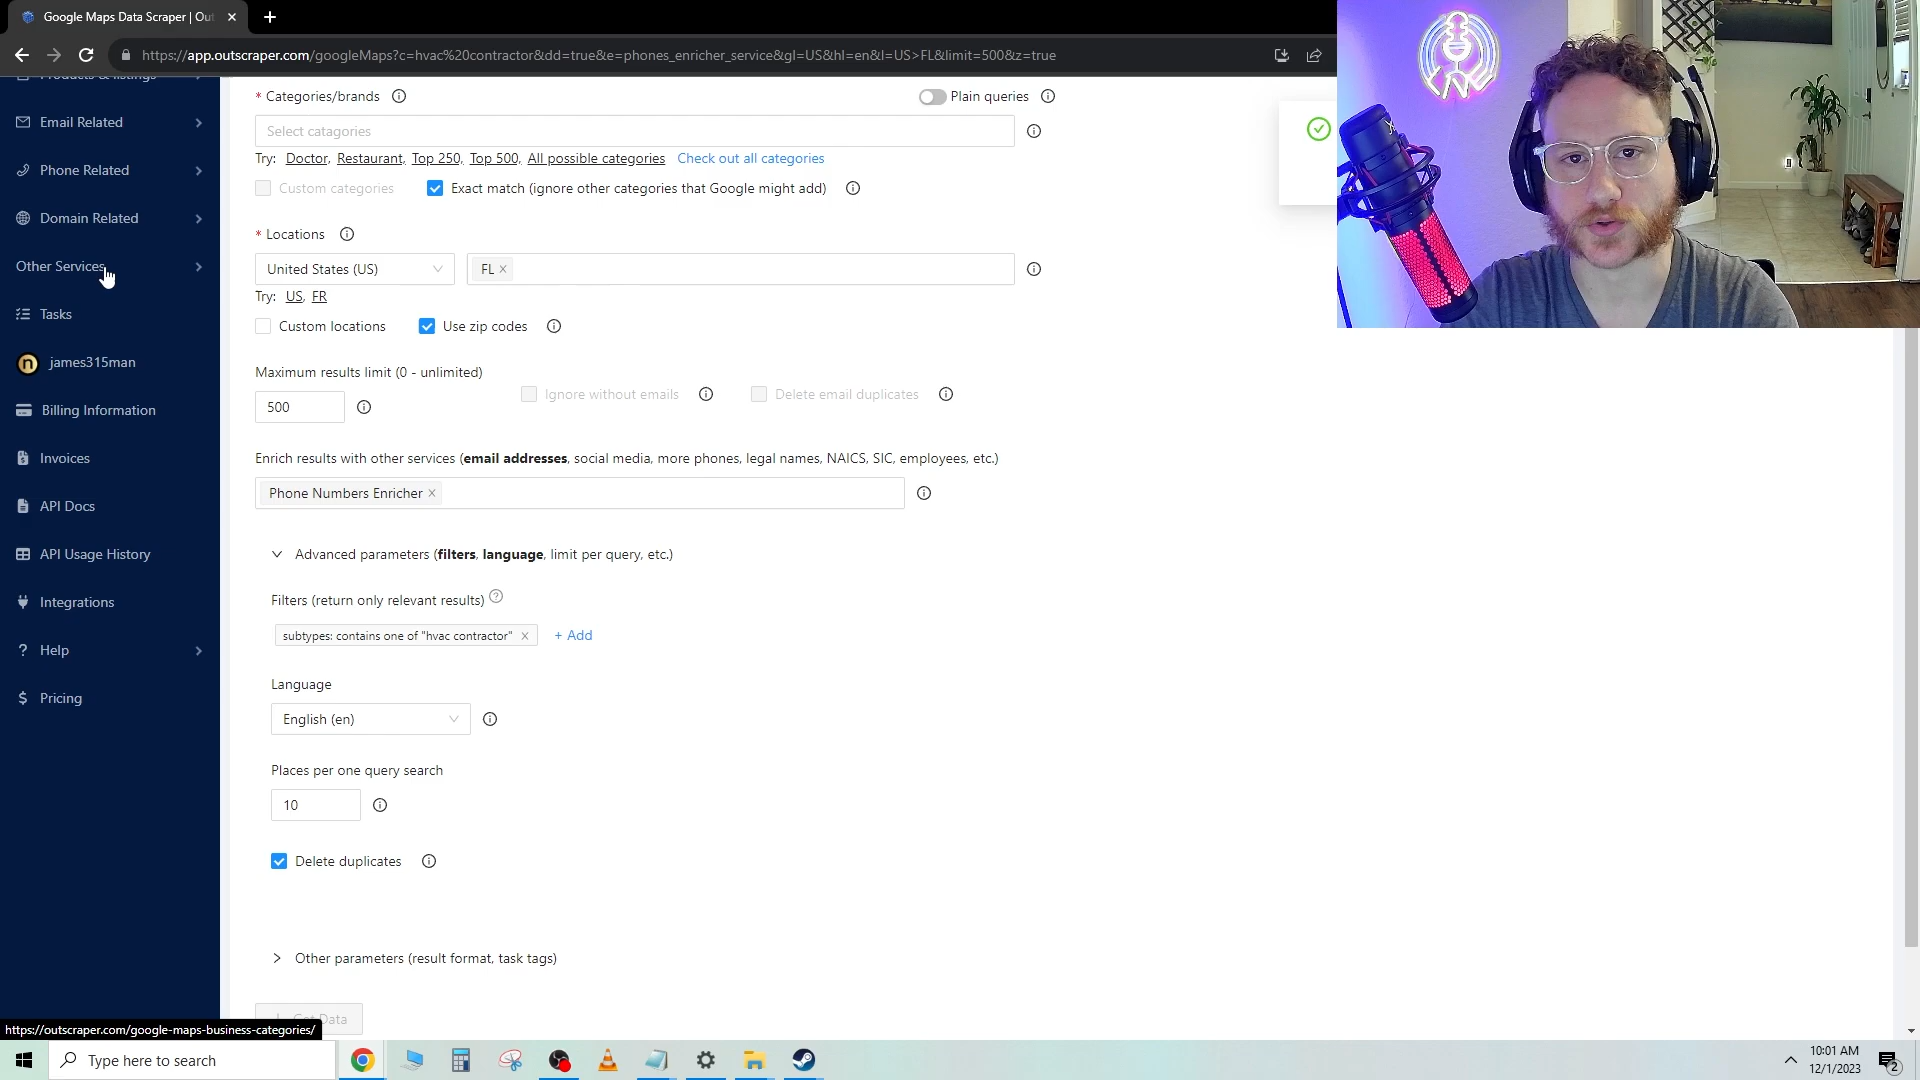 Google Maps Data Scraper | Out
https://app.outscraper.com/googleMaps?c=hvac%20contractor&dd=true&e=phones_enricher_service&gl=US&hl=en&l=US>FL&limit=500&z=true
Products & listings
Email Related
Phone Related
Domain Related
Other Services
Tasks
james315man
Billing Information
Invoices
API Docs
API Usage History
Integrations
Help
Pricing
* Categories/brands
Plain queries
Select catagories
Try: Doctor, Restaurant, Top 250, Top 500, All possible categories Check out all categories
Custom categories
Exact match (ignore other categories that Google might add)
* Locations
United States (US)
FL
Try: US, FR
Custom locations
Use zip codes
Maximum results limit (0 - unlimited)
500
Ignore without emails
Delete email duplicates
Enrich results with other services (email addresses, social media, more phones, legal names, NAICS, SIC, employees, etc.)
Phone Numbers Enricher
Advanced parameters (filters, language, limit per query, etc.)
Filters (return only relevant results)
subtypes: contains one of "hvac contractor"
+ Add
Language
English (en)
Places per one query search
10
Delete duplicates
Other parameters (result format, task tags)
Get Data
https://outscraper.com/google-maps-business-categories/
Type here to search
10:01 AM
12/1/2023
2